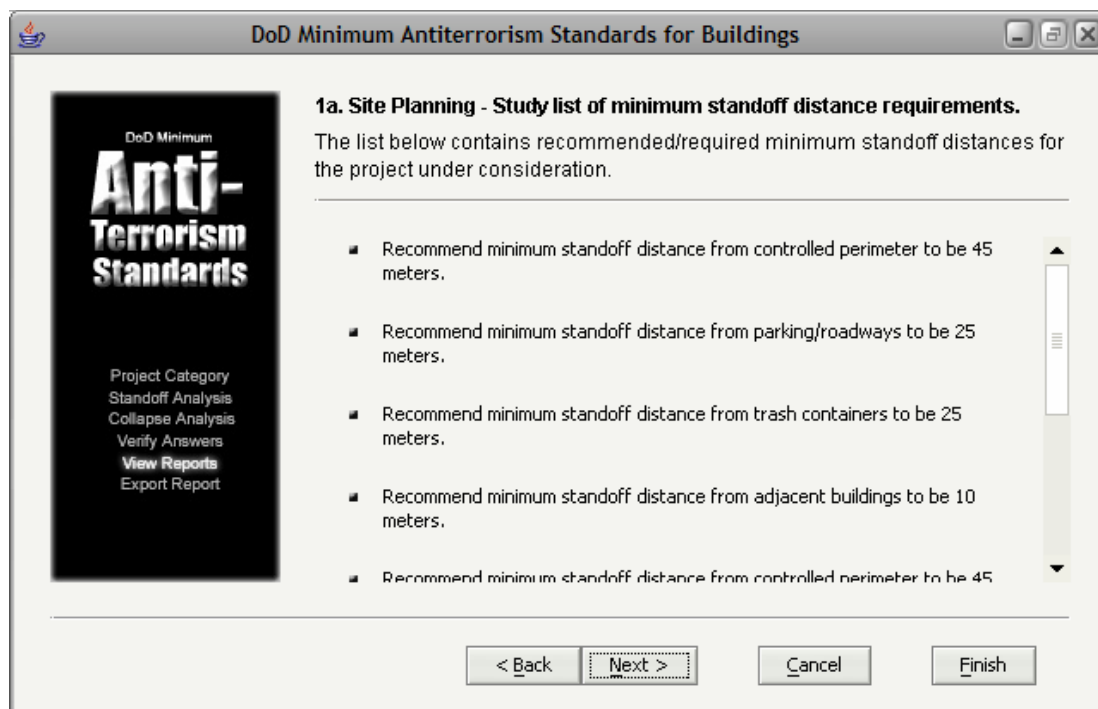 DoD Minimum Antiterrorism Standards for Buildings
DoD Minimum
Anti-
Terrorism
Standards
Project Category
Standoff Analysis
Collapse Analysis
Verify Answers
View Reports
Export Report
1a. Site Planning - Study list of minimum standoff distance requirements.
The list below contains recommended/required minimum standoff distances for
the project under consideration.
Recommend minimum standoff distance from controlled perimeter to be 45
meters.
Recommend minimum standoff distance from parking/roadways to be 25
meters.
Recommend minimum standoff distance from trash containers to be 25
meters.
Recommend minimum standoff distance from adjacent buildings to be 10
meters.
Recommend minimum standoff distance from controlled perimeter to be 45
< Back
Next >
Cancel
Finish